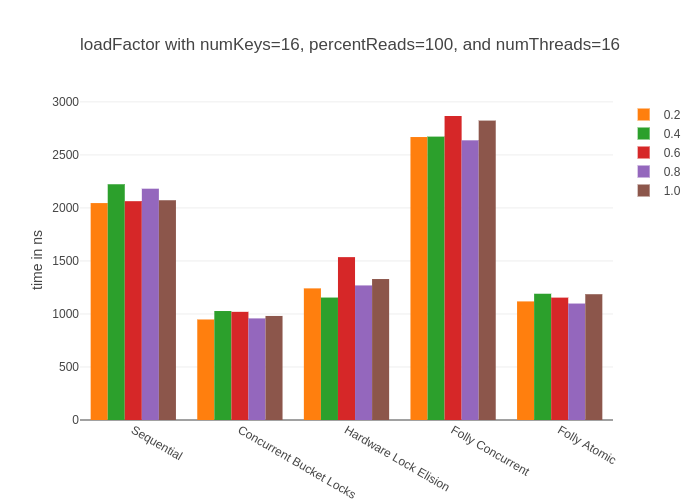 loadFactor with numKeys=16, percentReads=100, and numThreads=16
3000
2500
2000
1500
1000
500
0
time in ns
Sequential
Concurrent Bucket Locks
Hardware Lock Elision
Folly Concurrent
Folly Atomic
0.2
0.4
0.6
0.8
1.0